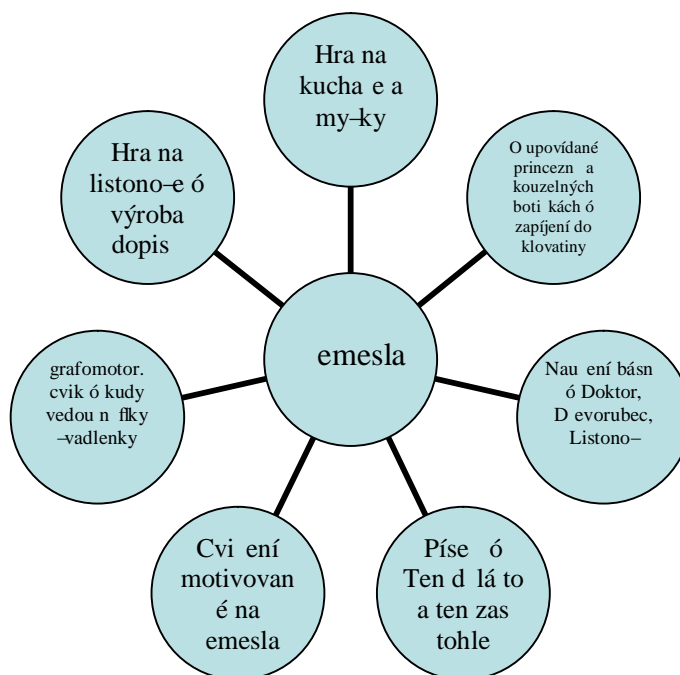 Hra na
kucha e a
my–ky
O upovídané
princezn a
kouzelných
boti kách ó
zapíjení do
klovatiny
Nau ení básn
ó Doktor,
D evorubec,
Listono–
Píse ó
Ten d lá to
a ten zas
tohle
Cvi ení
motivovan
é na
emesla
grafomotor.
cvik ó kudy
vedou n flky
–vadlenky
Hra na
listono–e ó
výroba
dopis
emesla